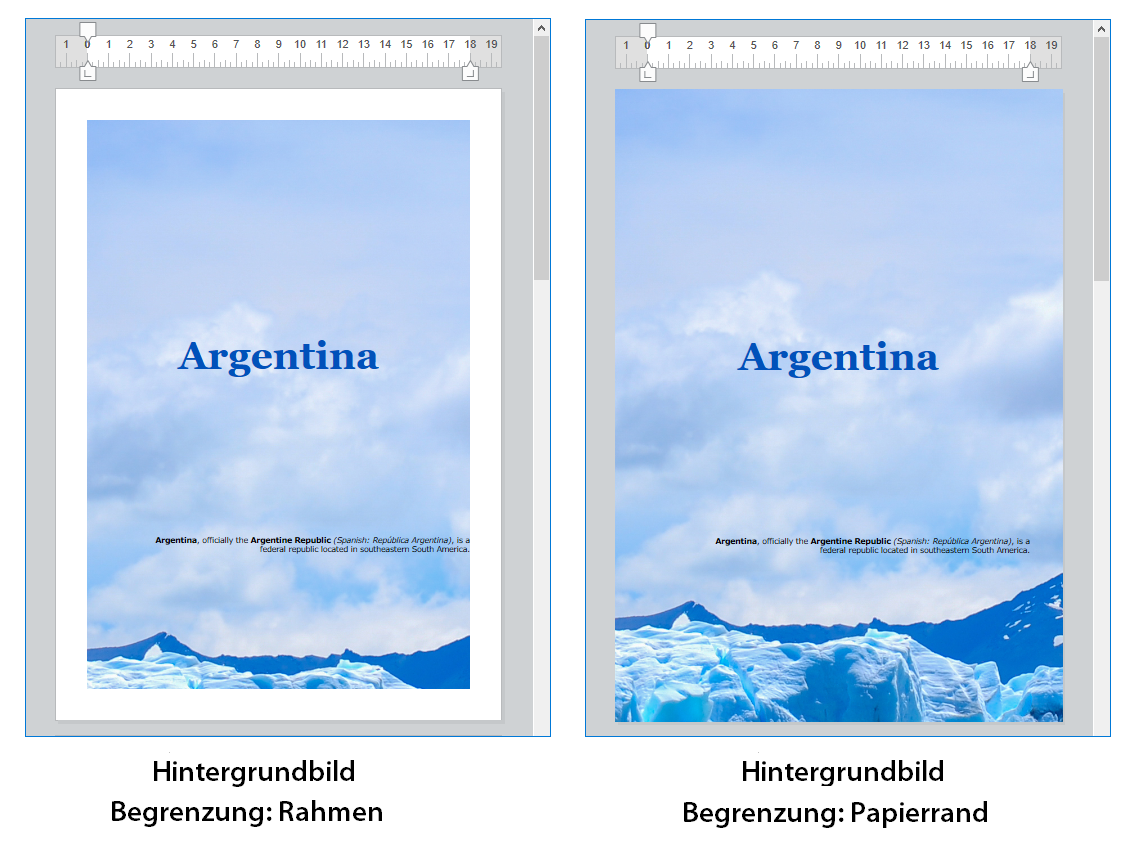 1 0 1 2 3 4 5 6 7 8 9 10 11 12 13 14 15 16 17 18 19
Argentina
Argentina, officially the Argentine Republic (Spanish: República Argentina), is a
federal republic located in southeastern South America.
Hintergrundbild
Begrenzung: Rahmen
1 0 1 2 3 4 5 6 7 8 9 10 11 12 13 14 15 16 17 18 19
Argentina
Argentina, officially the Argentine Republic (Spanish: República Argentina), is a
federal republic located in southeastern South America.
Hintergrundbild
Begrenzung: Papierrand